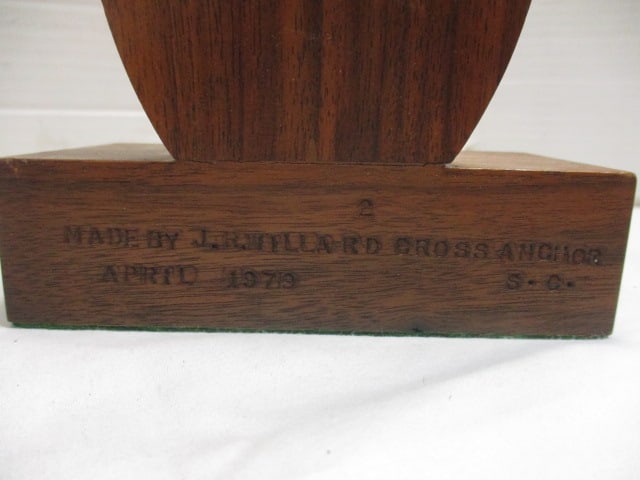 2
MADE BY J.R.WILLARD CROSS ANCHOR
APRIL 1979 S.C.